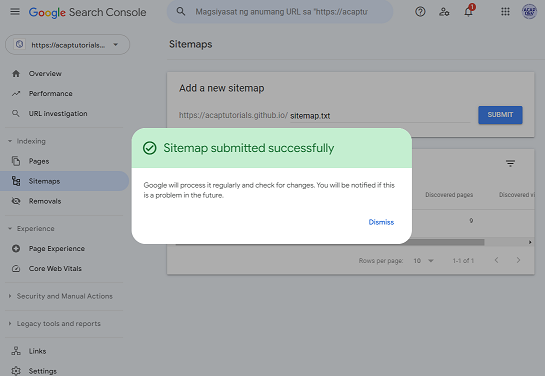 Google Search Console
Magsiyasat ng anumang URL sa "https://acaptu
1
https://acaptutorials...
Sitemaps
Overview
Performance
URL investigation
Indexing
Pages
Sitemaps
Removals
Experience
Page Experience
Core Web Vitals
Security and Manual Actions
Legacy tools and reports
Links
Settings
Add a new sitemap
https://acaptutorials.github.io/ sitemap.txt
SUBMIT
Sitemap submitted successfully
Google will process it regularly and check for changes. You will be notified if this
is a problem in the future.
Dismiss
Discovered pages
Discovered vi
9
Rows per page: 10
1-1 of 1